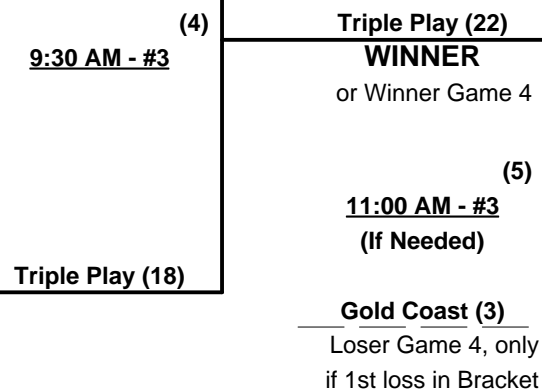 (4)
9:30 AM - #3
Triple Play (18)
Triple Play (22)
WINNER
or Winner Game 4
(5)
11:00 AM - #3
(If Needed)
Gold Coast (3)
Loser Game 4, only
if 1st loss in Bracket